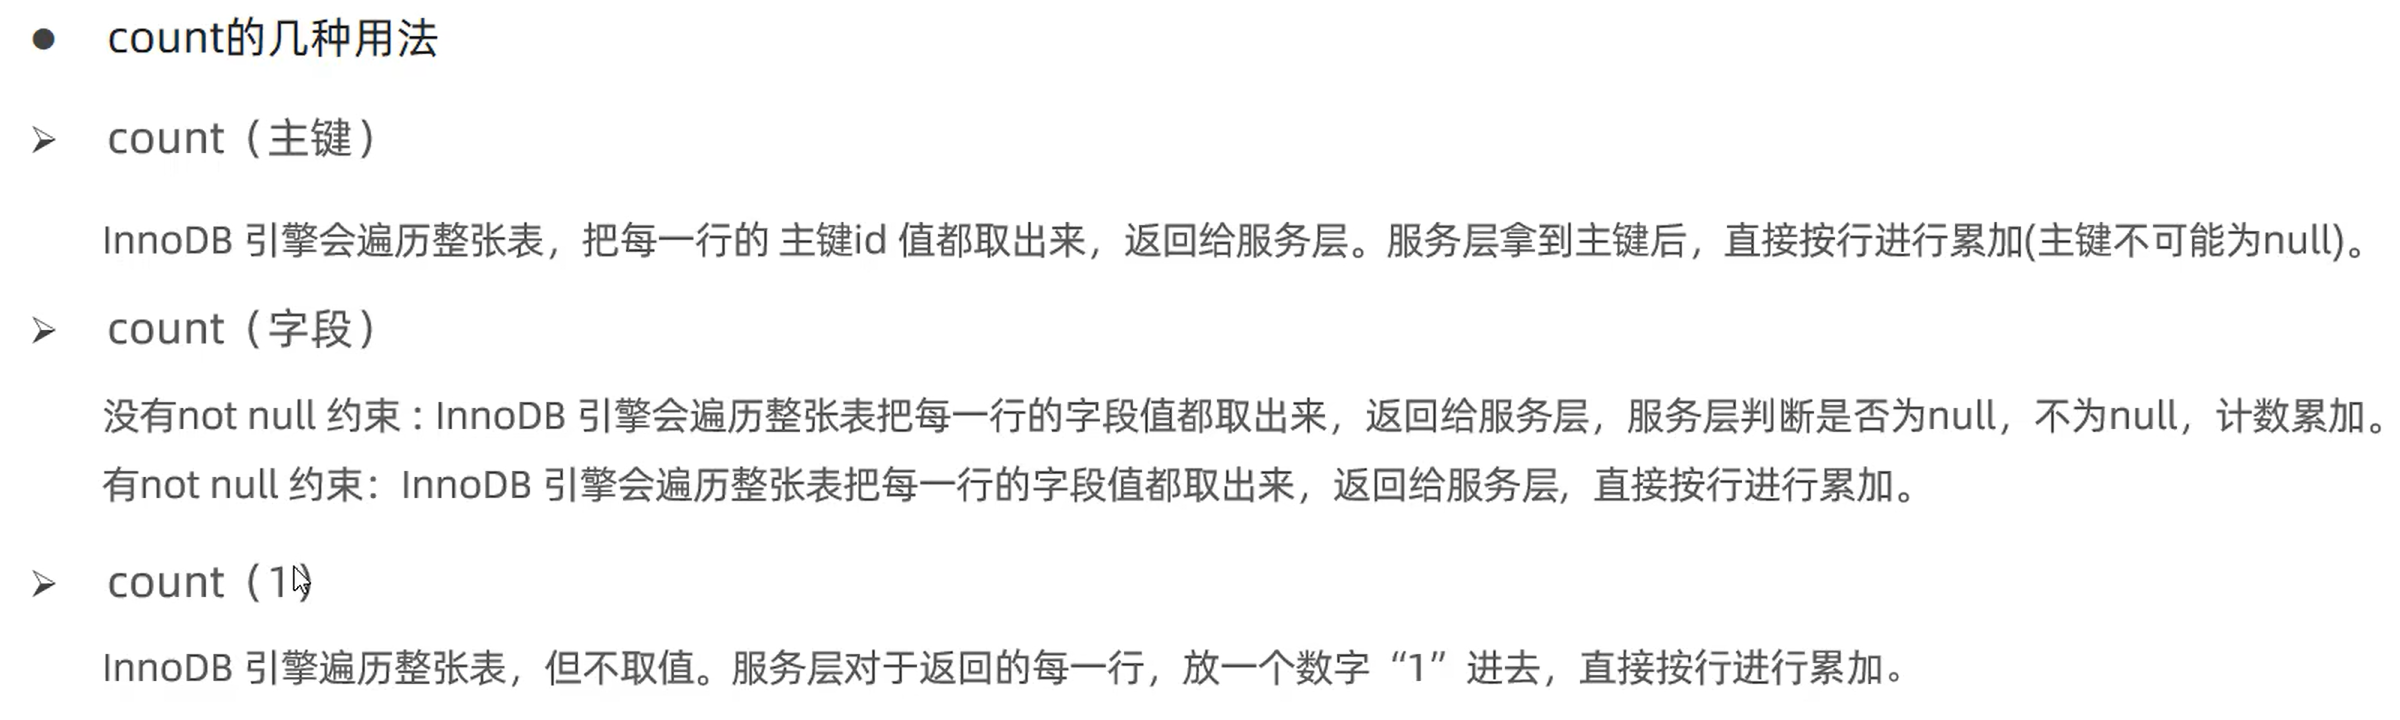 ● count的几种用法
➢ count（主键）
InnoDB 引擎会遍历整张表，把每一行的 主键id 值都取出来，返回给服务层。服务层拿到主键后，直接按行进行累加(主键不可能为null)。
➢ count（字段）
没有not null 约束 : InnoDB 引擎会遍历整张表把每一行的字段值都取出来，返回给服务层，服务层判断是否为null，不为null，计数累加。
有not null 约束：InnoDB 引擎会遍历整张表把每一行的字段值都取出来，返回给服务层，直接按行进行累加。
➢ count（1）
InnoDB 引擎遍历整张表，但不取值。服务层对于返回的每一行，放一个数字“1”进去，直接按行进行累加。